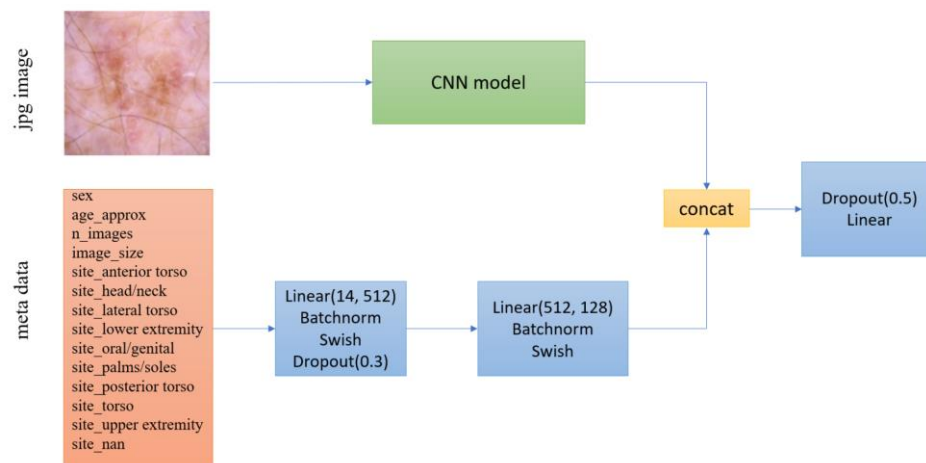 jpg image
CNN model
meta data
sex
age_approx
n_images
image_size
site_anterior torso
site_head/neck
site_lateral torso
site_lower extremity
site_oral/genital
site_palms/soles
site_posterior torso
site_torso
site_upper extremity
site_nan
Linear(14, 512)
Batchnorm
Swish
Dropout(0.3)
Linear(512, 128)
Batchnorm
Swish
concat
Dropout(0.5)
Linear